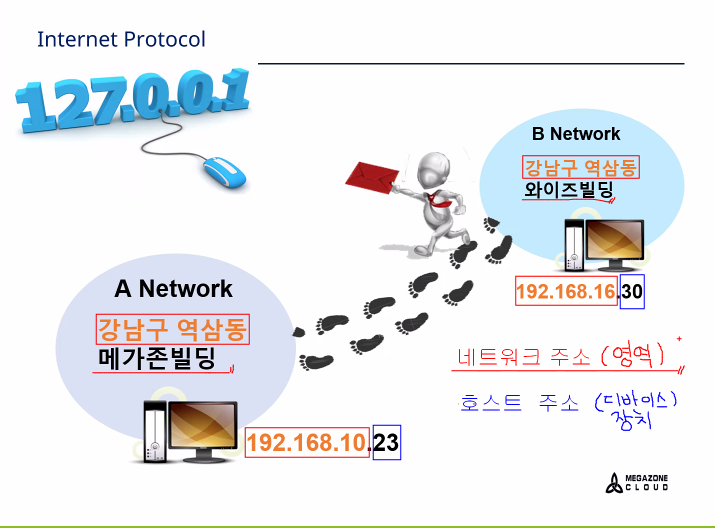 Internet Protocol
127.0.0.1
B Network
강남구 역삼동
와이즈빌딩
192.168.16.30
A Network
강남구 역삼동
메가존빌딩
192.168.10.23
네트워크 주소 (영역)
호스트 주소 (디바이스)
장치
MEGAZONE
CLOUD